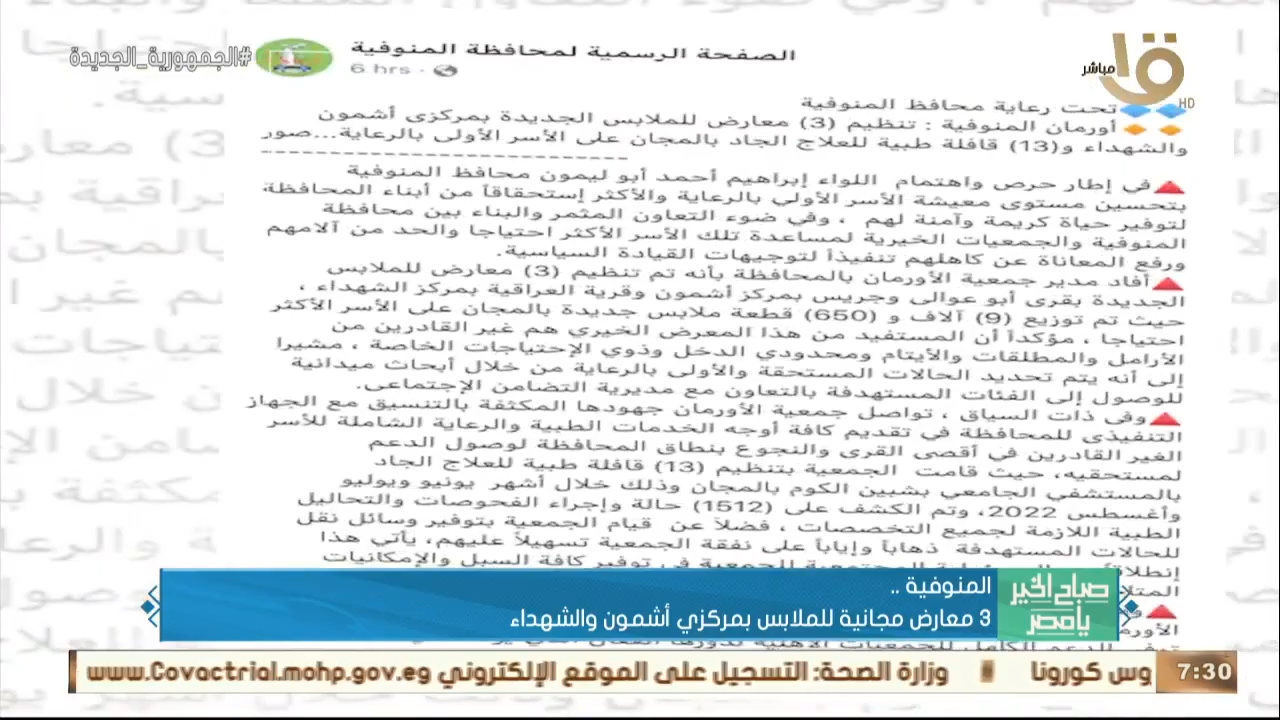 #الجمهورية_الجديدة
الصفحة الرسمية لمحافظة المنوفية
6 hrs ·
مباشر
HD
تحت رعاية محافظ المنوفية
أورمان المنوفية : تنظيم (3) معارض للملابس الجديدة بمركزى أشمون
والشهداء و(13) قافلة طبية للعلاج الجاد بالمجان على الأسر الأولى بالرعاية...صور
--------------------------------
في إطار حرص واهتمام اللواء إبراهيم أحمد أبو ليمون محافظ المنوفية
بتحسين مستوى معيشة الأسر الأولي بالرعاية والأكثر إستحقاقاً من أبناء المحافظة
لتوفير حياة كريمة وآمنة لهم ، وفي ضوء التعاون المثمر والبناء بين محافظة
المنوفية والجمعيات الخيرية لمساعدة تلك الأسر الأكثر احتياجا والحد من آلامهم
ورفع المعاناة عن كاهلهم تنفيذاً لتوجيهات القيادة السياسية.
أفاد مدير جمعية الأورمان بالمحافظة بأنه تم تنظيم (3) معارض للملابس
الجديدة بقرى أبو عوالى وجريس بمركز أشمون وقرية العراقية بمركز الشهداء ،
حيث تم توزيع (9) آلاف و (650) قطعة ملابس جديدة بالمجان على الأسر الأكثر
احتياجا ، مؤكداً أن المستفيد من هذا المعرض الخيري هم غير القادرين من
الأرامل والمطلقات والأيتام ومحدودي الدخل وذوي الإحتياجات الخاصة ، مشيرا
إلى أنه يتم تحديد الحالات المستحقة والأولى بالرعاية من خلال أبحاث ميدانية
للوصول إلى الفئات المستهدفة بالتعاون مع مديرية التضامن الإجتماعى.
وفى ذات السياق ، تواصل جمعية الأورمان جهودها المكثفة بالتنسيق مع الجهاز
التنفيذى للمحافظة في تقديم كافة أوجه الخدمات الطبية والرعاية الشاملة للأسر
الغير القادرين في أقصى القرى والنجوع بنطاق المحافظة لوصول الدعم
لمستحقيه، حيث قامت الجمعية بتنظيم (13) قافلة طبية للعلاج الجاد
بالمستشفي الجامعي بشبين الكوم بالمجان وذلك خلال أشهر يونيو ويوليو
وأغسطس 2022، وتم الكشف على (1512) حالة وإجراء الفحوصات والتحاليل
الطبية اللازمة لجميع التخصصات ، فضلاً عن قيام الجمعية بتوفير وسائل نقل
للحالات المستهدفة ذهاباً وإياباً على نفقة الجمعية تسهيلاً عليهم، يأتي هذا
المجتمعية للجمعية في توفير كافة السبل والإمكانيات
صباح الخير يا مصر
المنوفية ..
3 معارض مجانية للملابس بمركزي أشمون والشهداء
7:30
وس كورونا وزارة الصحة: التسجيل على الموقع الإلكتروني www.Covactrial.mohp.gov.eg